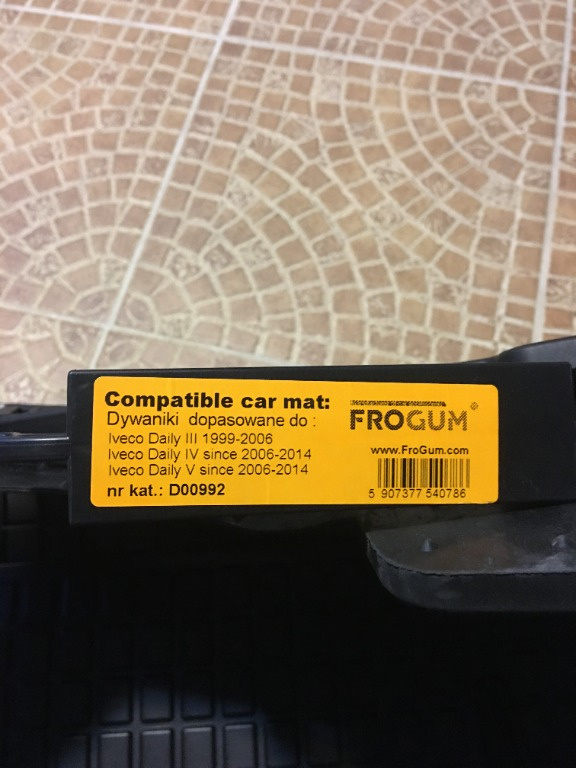 Compatible car mat:
Dywaniki dopasowane do :
Iveco Daily III 1999-2006
Iveco Daily IV since 2006-2014
Iveco Daily V since 2006-2014
nr kat.: D00992
FROGUM®
www.FroGum.com
5 907377 540786